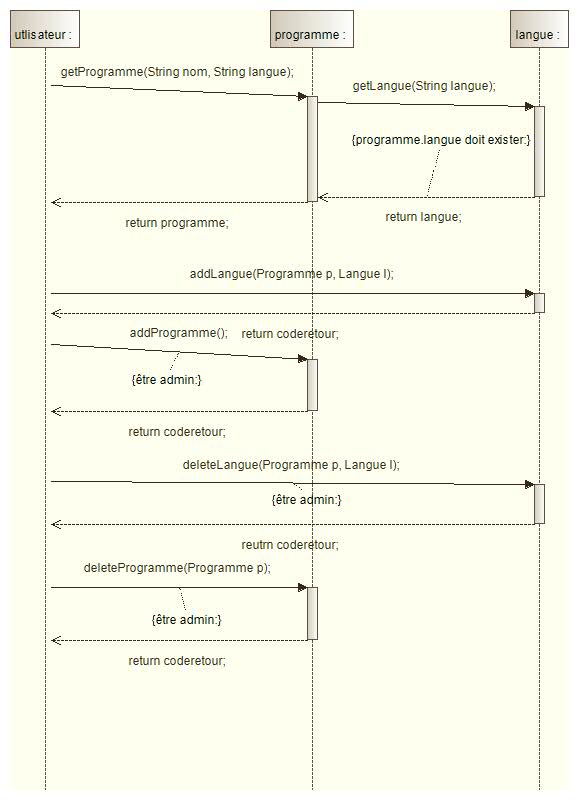 utlisateur :
programme :
langue :
getProgramme(String nom, String langue);
getLangue(String langue);
{programme.langue doit exister:}
return programme;
return langue;
addLangue(Programme p, Langue l);
addProgramme();
return coderetour;
{être admin:}
return coderetour;
deleteLangue(Programme p, Langue l);
{être admin:}
reutrn coderetour;
deleteProgramme(Programme p);
{être admin:}
return coderetour;